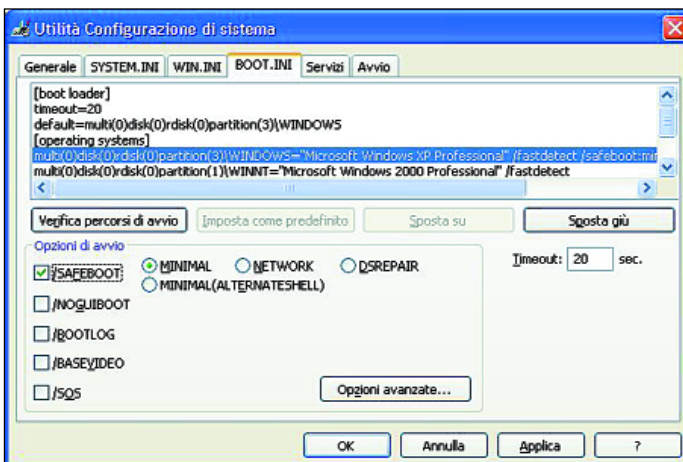 Utilità Configurazione di sistema
Generale SYSTEM.INI WIN.INI BOOT.INI Servizi Avvio
[boot loader]
timeout=20
default=multi(0)disk(0)rdisk(0)partition(3)\WINDOWS
[operating systems]
multi(0)disk(0)rdisk(0)partition(3)\WINDOWS="Microsoft Windows XP Professional" /fastdetect /safeboot:mi
multi(0)disk(0)rdisk(0)partition(1)\WINNT="Microsoft Windows 2000 Professional" /fastdetect
Verifica percorsi di avvio Imposta come predefinito Sposta su Sposta giù
Opzioni di avvio
/SAFEBOOT MINIMAL NETWORK DSREPAIR Timeout: 20 sec.
MINIMAL(ALTERNATESHELL)
/NOGUIBOOT
/BOOTLOG
/BASEVIDEO
/SOS
Opzioni avanzate...
OK Annulla Applica ?